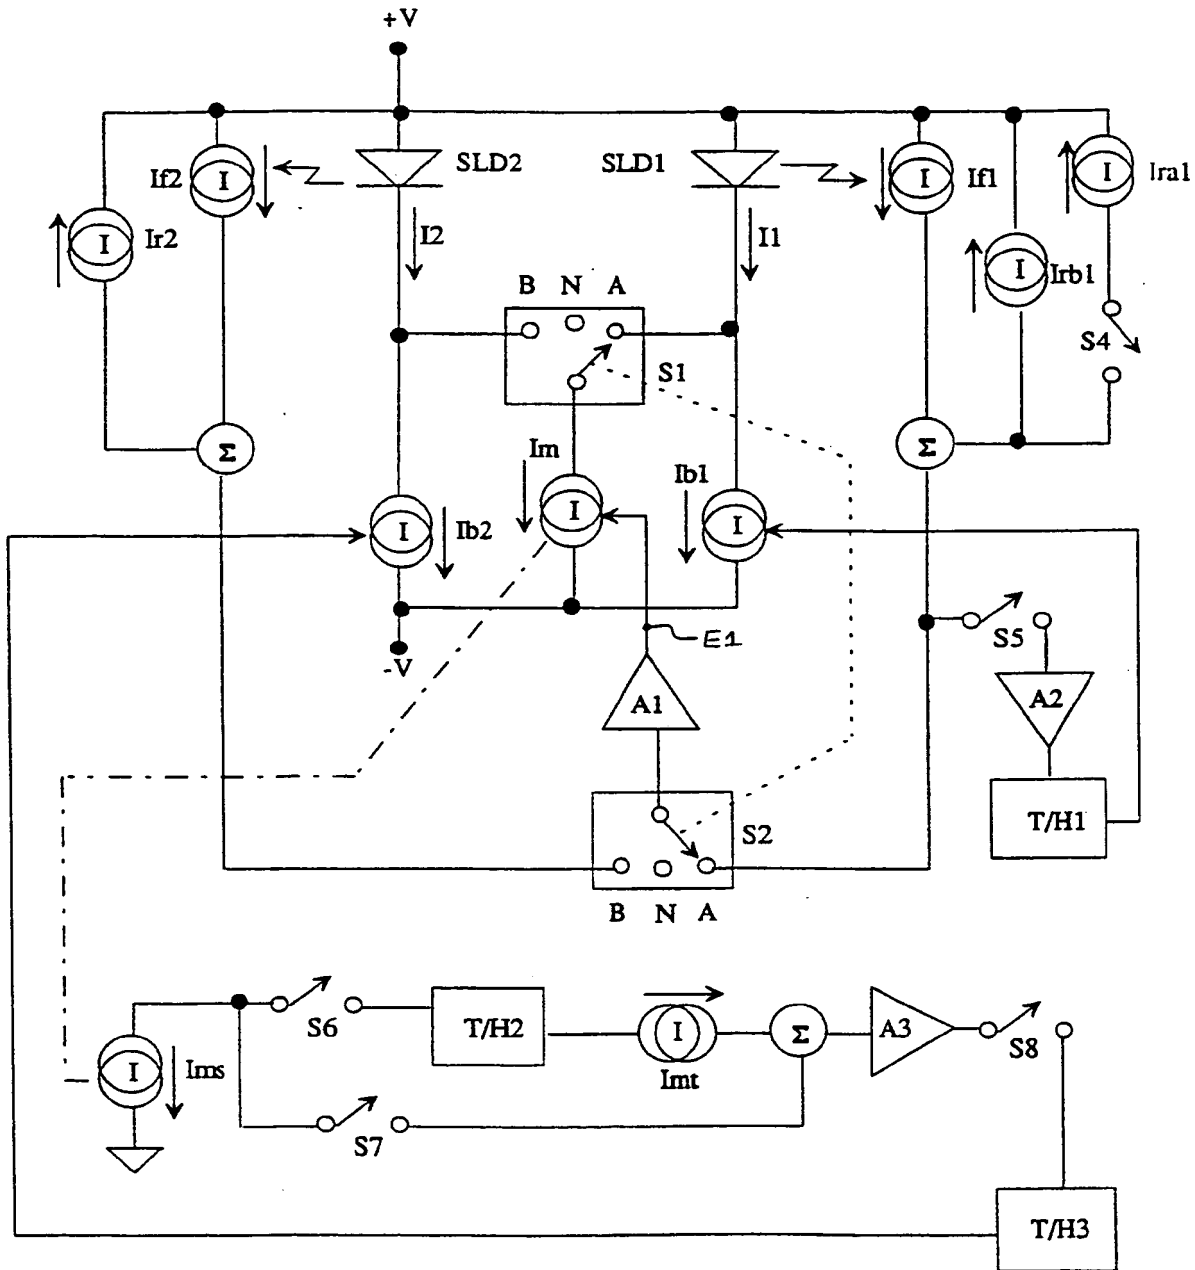 +V
If2
I
SLD2
SLD1
I
If1
I
Ira1
I
Ir2
I2
I1
I
Irb1
B N A
S1
S4
Σ
Im
Ib1
Σ
I
Ib2
I
I
E1
S5
-V
A1
A2
T/H1
S2
B N A
S6
T/H2
I
Imt
Σ
A3
S8
I
Ims
S7
T/H3